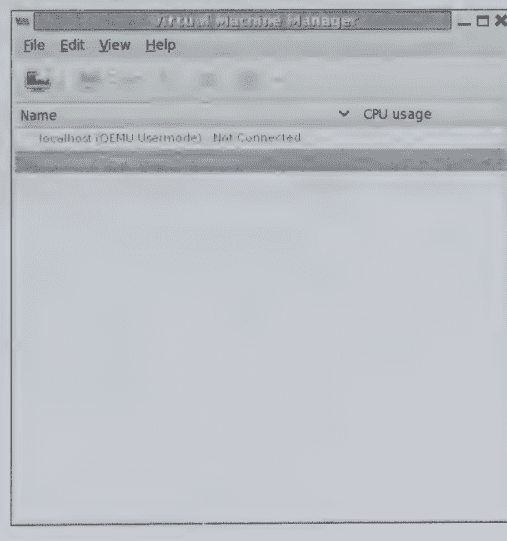 Virtual Machine Manager
File Edit View Help
Name CPU usage
localhost (QEMU Usermode) Not Connected